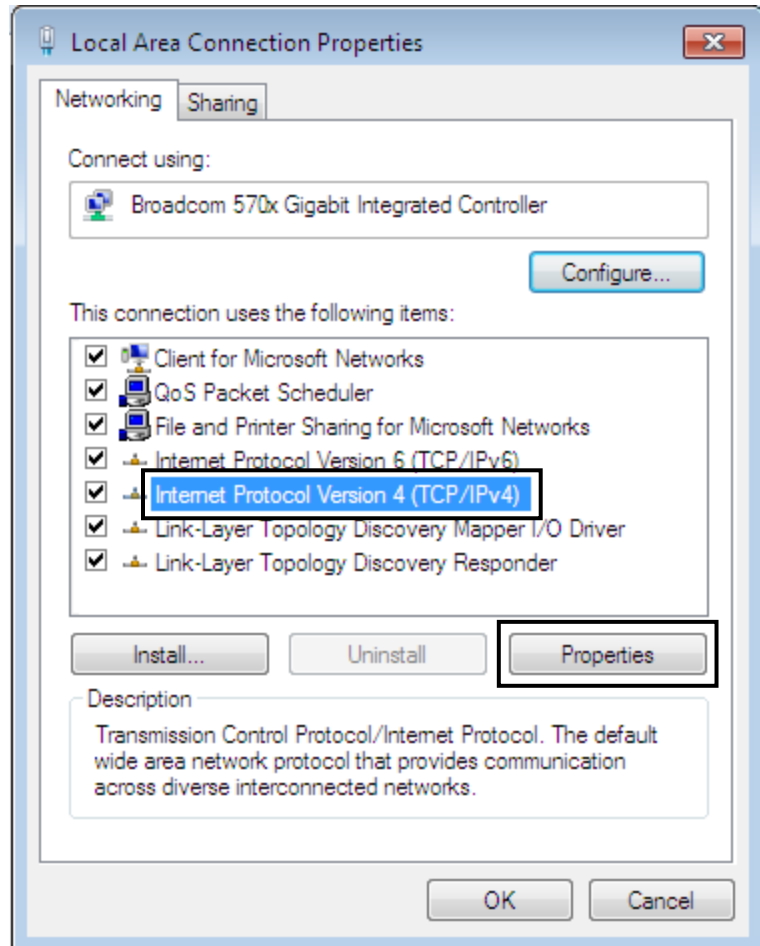 Local Area Connection Properties
Networking
Sharing
Connect using:
Broadcom 570x Gigabit Integrated Controller
Configure...
This connection uses the following items:
Client for Microsoft Networks
QoS Packet Scheduler
File and Printer Sharing for Microsoft Networks
Internet Protocol Version 6 (TCP/IPv6)
Internet Protocol Version 4 (TCP/IPv4)
Link-Layer Topology Discovery Mapper I/O Driver
Link-Layer Topology Discovery Responder
Install...
Uninstall
Properties
Description
Transmission Control Protocol/Internet Protocol. The default
wide area network protocol that provides communication
across diverse interconnected networks.
OK
Cancel